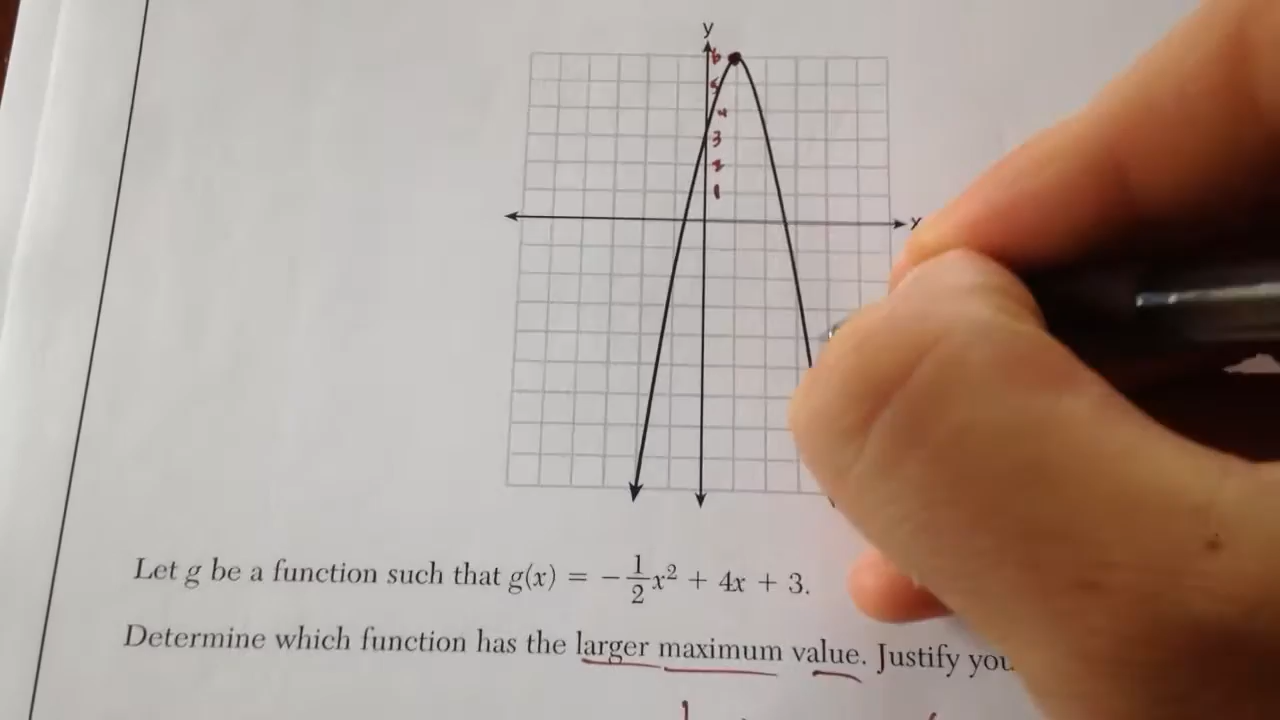 y
6
5
4
3
2
1
Let g be a function such that g(x) = −1/2x² + 4x + 3.
Determine which function has the larger maximum value. Justify